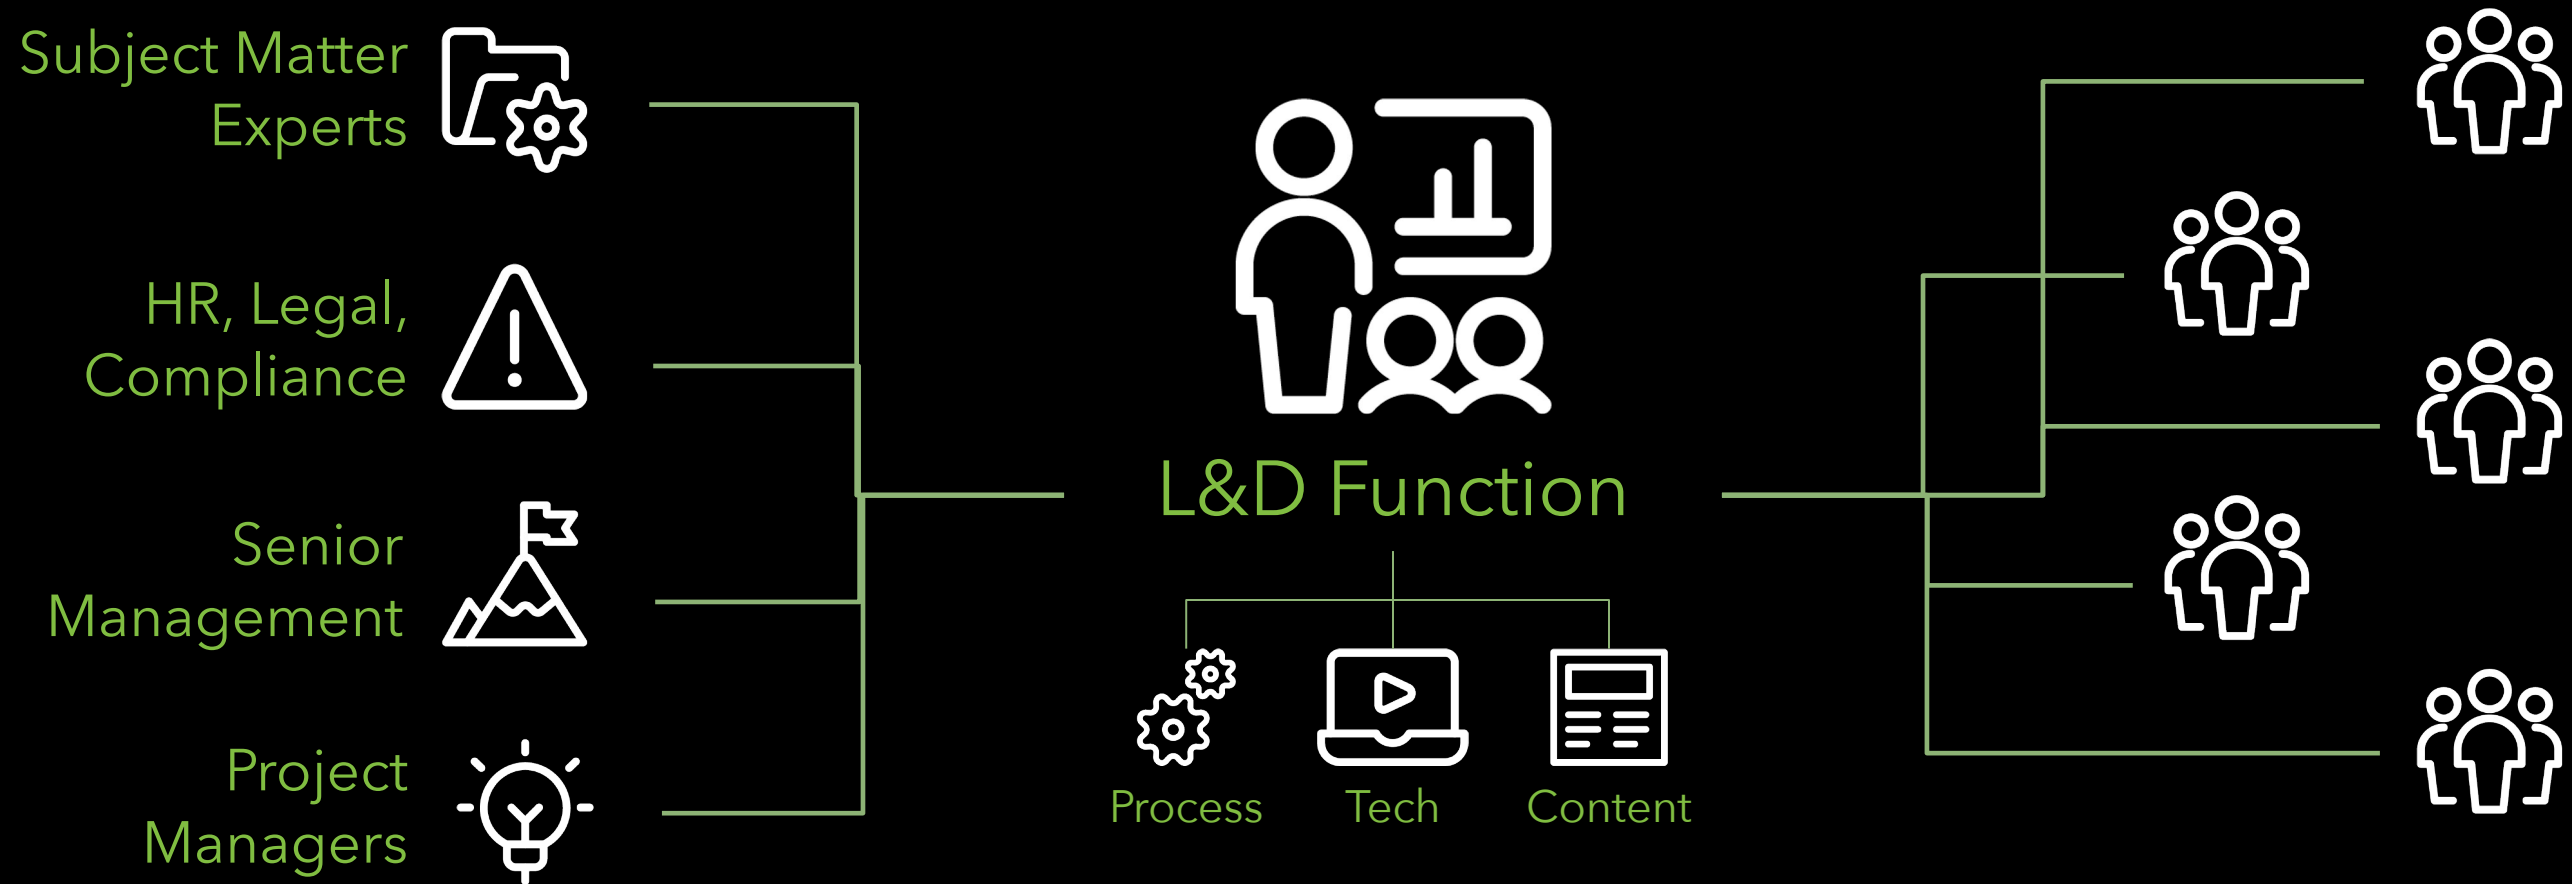 Subject Matter
Experts
HR, Legal,
Compliance
Senior
Management
Project
Managers
L&D Function
Process
Tech
Content